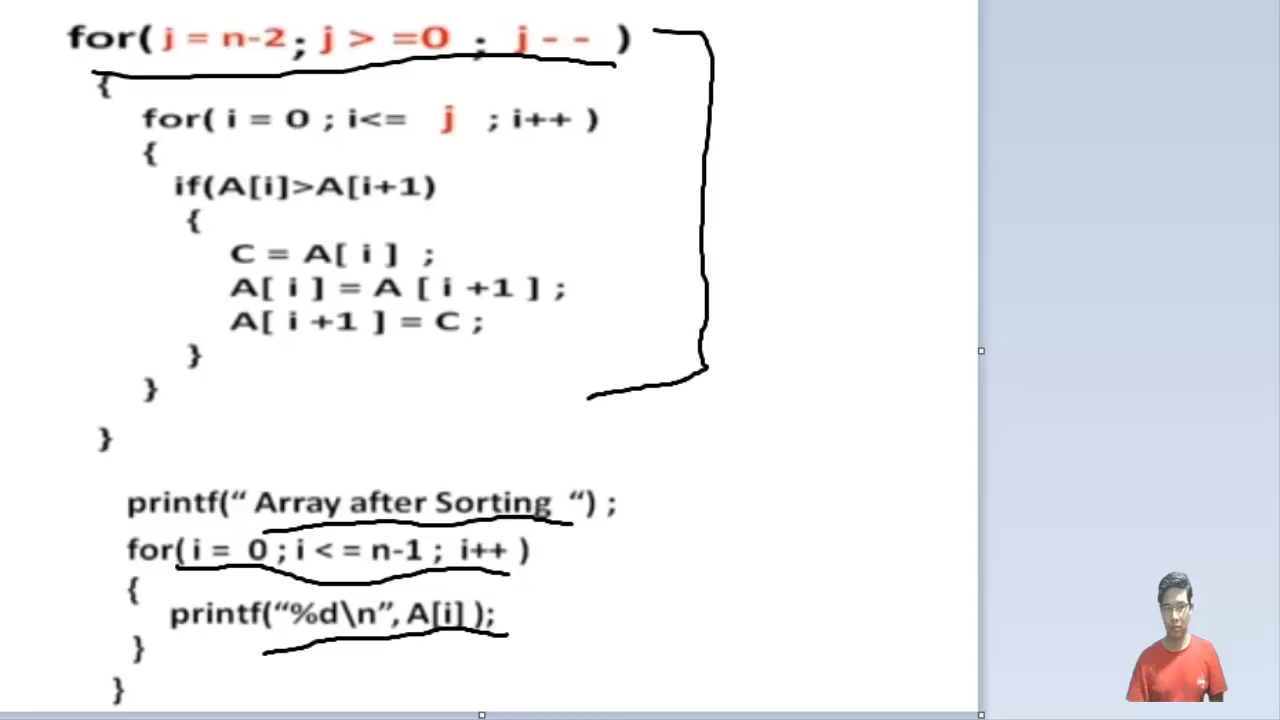 for( j = n-2; j > =0 ; j - - )
{
for( i = 0 ; i<= j ; i++ )
{
if(A[i]>A[i+1)
{
C = A[ i ] ;
A[ i ] = A [ i +1 ] ;
A[ i +1 ] = C ;
}
}
}
printf(“ Array after Sorting “) ;
for( i = 0 ; i < = n-1 ; i++ )
{
printf(“%d\n”, A[i] );
}
}